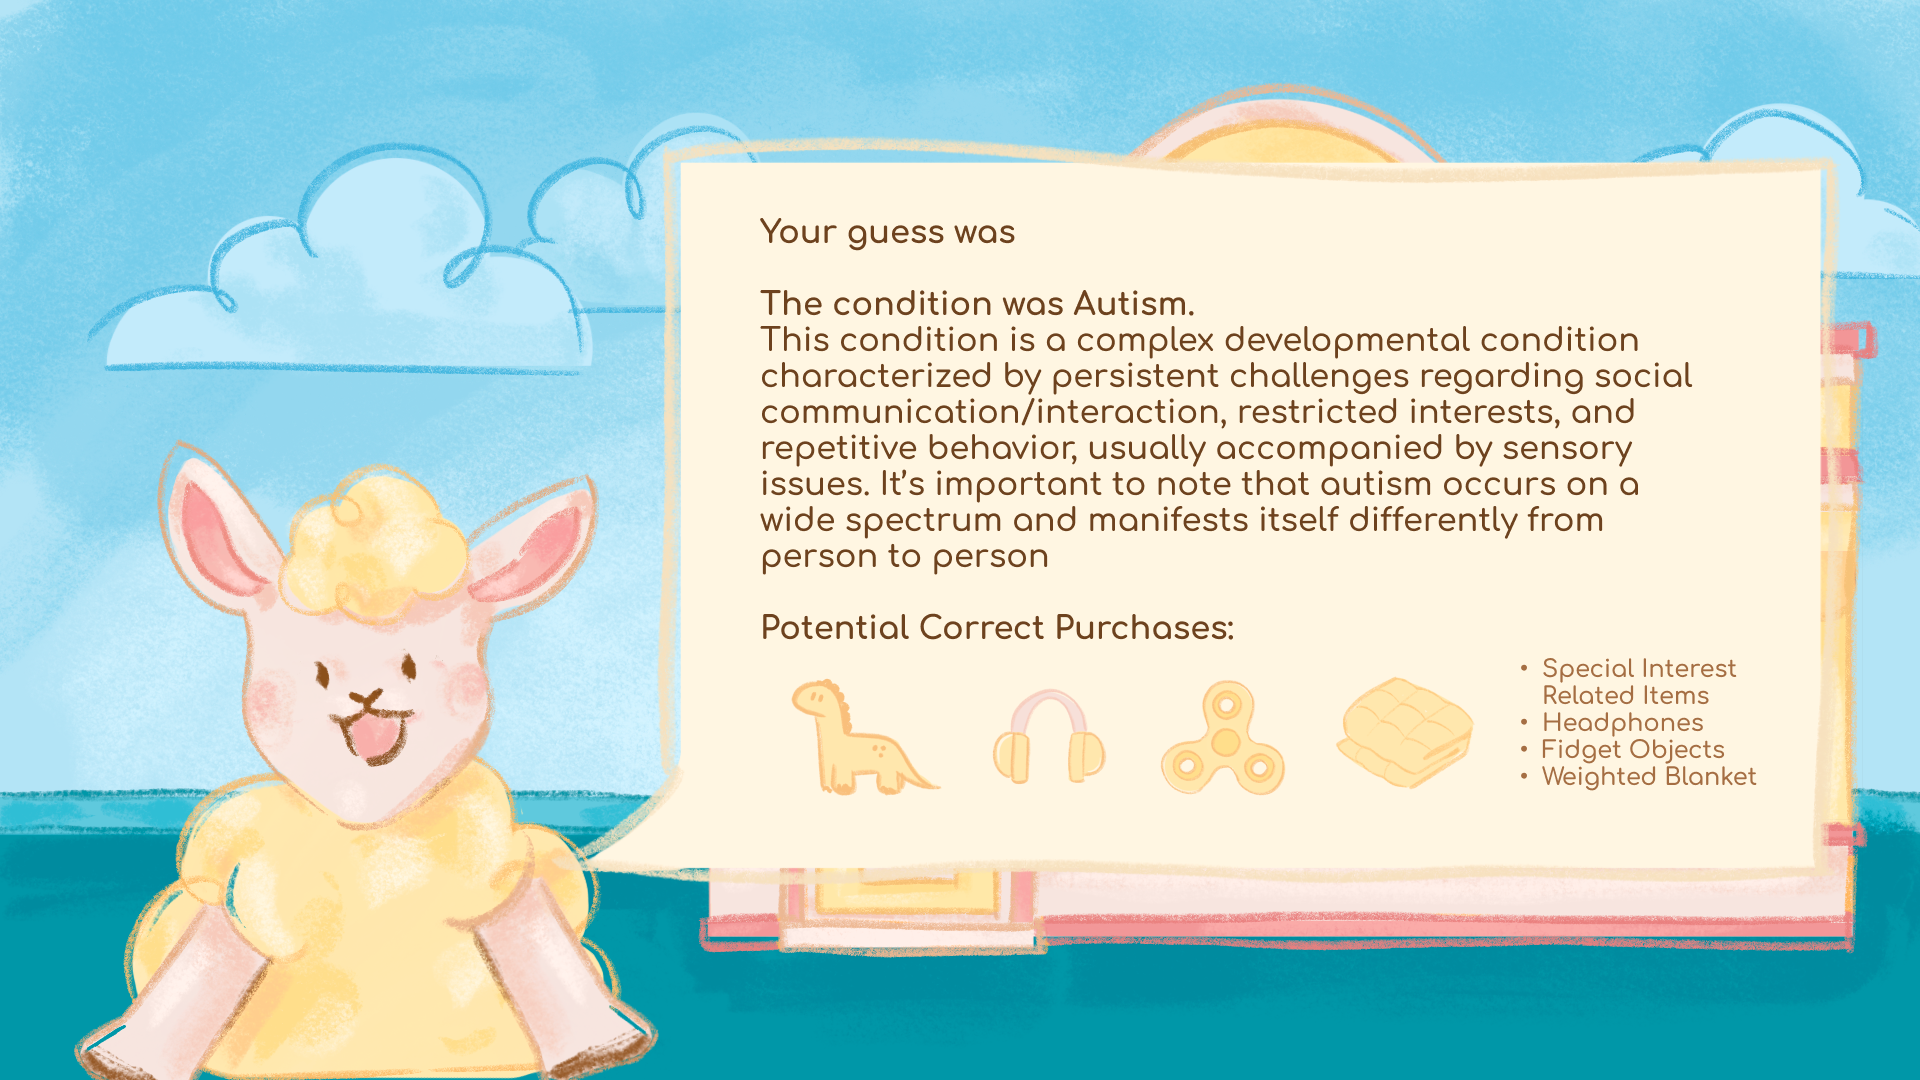 Your guess was
The condition was Autism.
This condition is a complex developmental condition
characterized by persistent challenges regarding social
communication/interaction, restricted interests, and
repetitive behavior, usually accompanied by sensory
issues. It’s important to note that autism occurs on a
wide spectrum and manifests itself differently from
person to person
Potential Correct Purchases:
• Special Interest
Related Items
• Headphones
• Fidget Objects
• Weighted Blanket